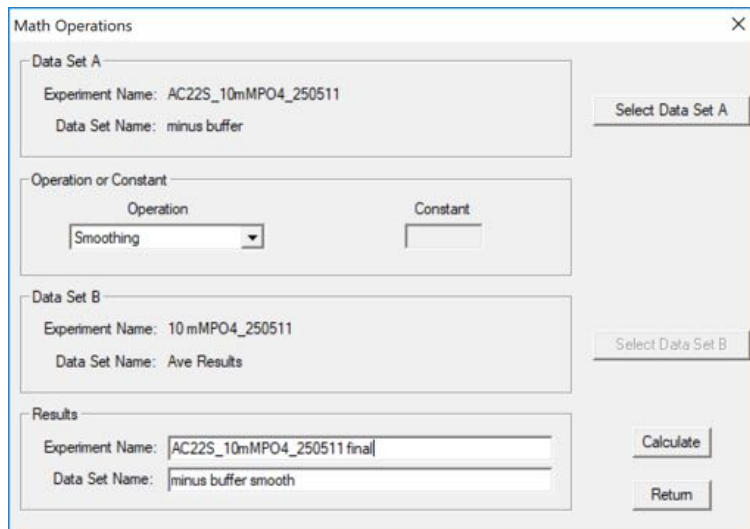 Math Operations
Data Set A
Experiment Name: AC22S_10mMPO4_250511
Data Set Name: minus buffer
Select Data Set A
Operation or Constant
Operation Constant
Smoothing
Data Set B
Experiment Name: 10 mMPO4_250511
Data Set Name: Ave Results
Select Data Set B
Results
Experiment Name: AC22S_10mMPO4_250511 final
Data Set Name: minus buffer smooth
Calculate
Return